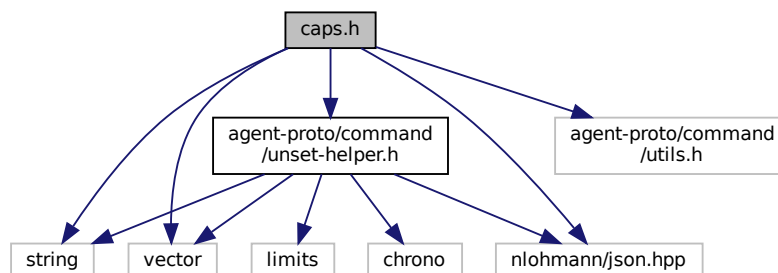 caps.h
agent-proto/command
/unset-helper.h
agent-proto/command
/utils.h
string
vector
limits
chrono
nlohmann/json.hpp